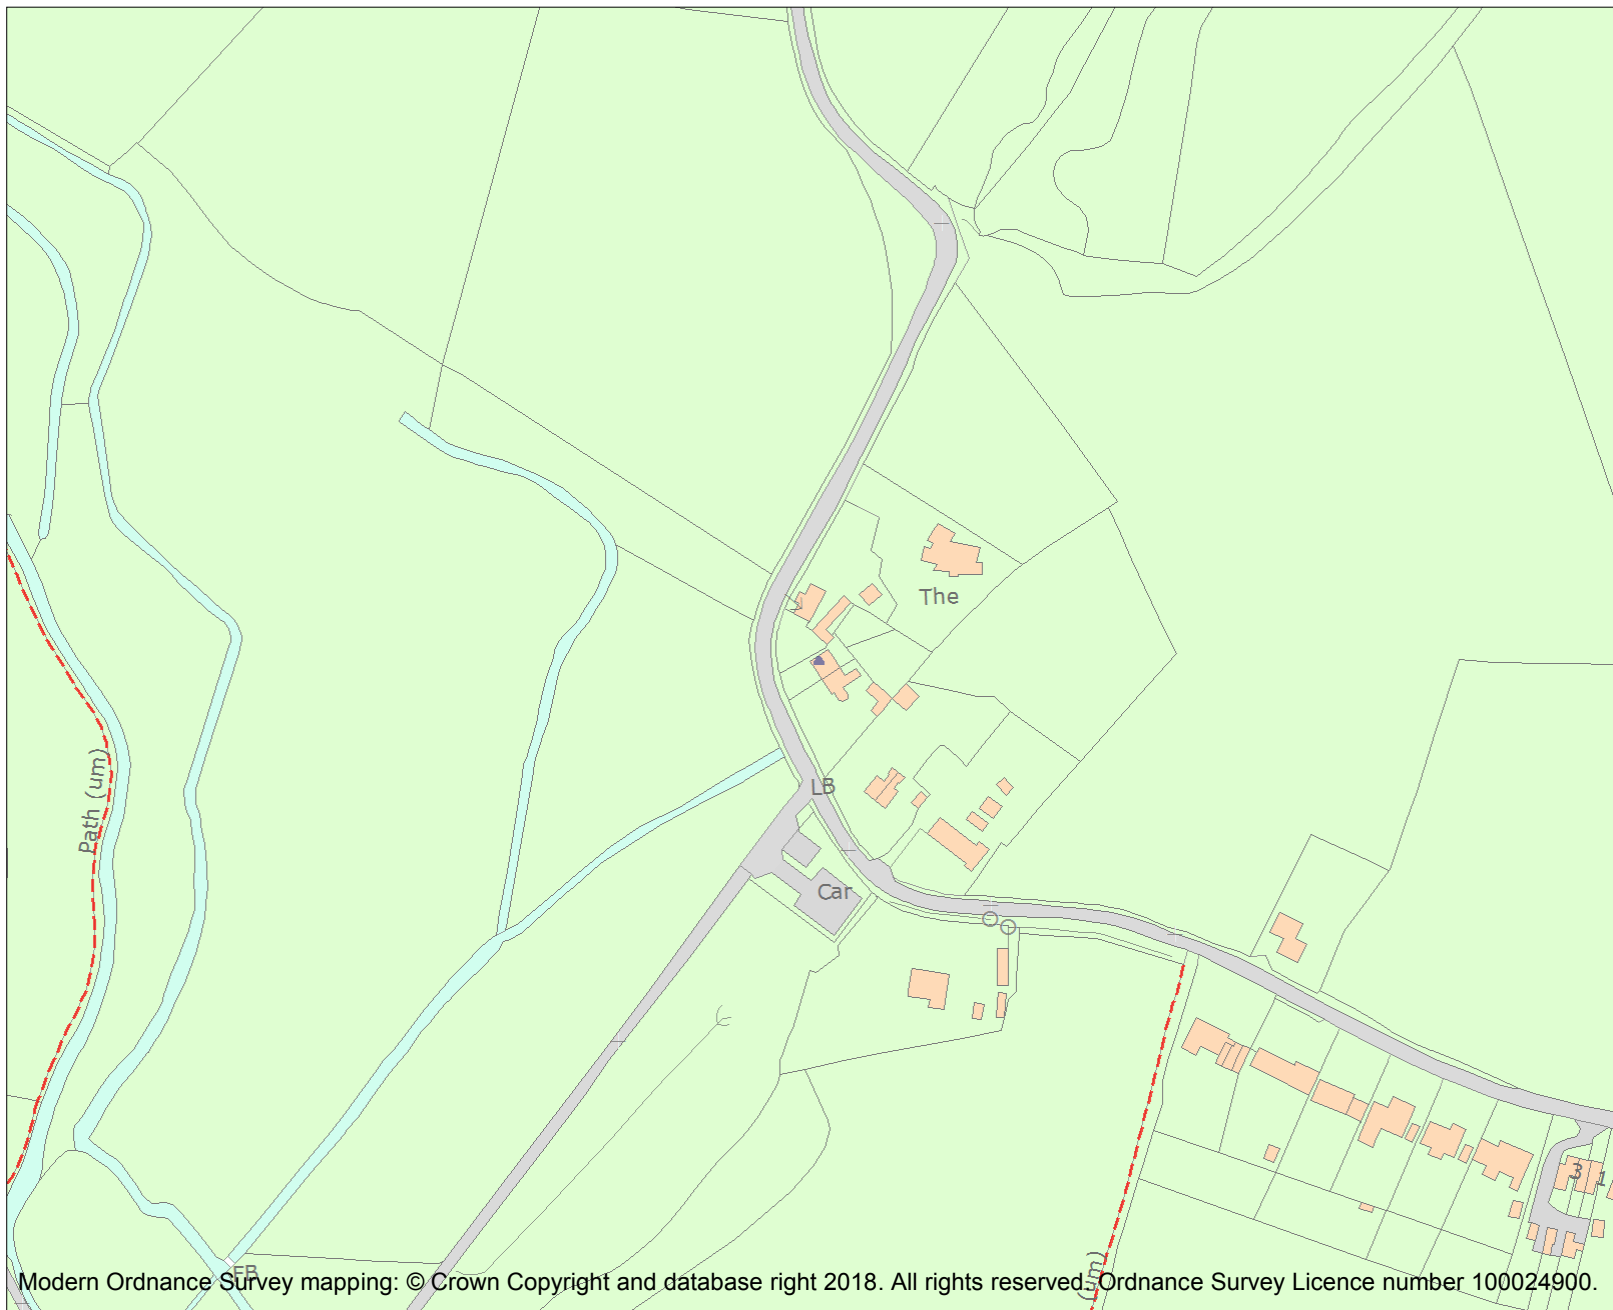 The
Path (um)
LB
Car
3
1
FB
(um)
Modern Ordnance Survey mapping: © Crown Copyright and database right 2018. All rights reserved. Ordnance Survey Licence number 100024900.